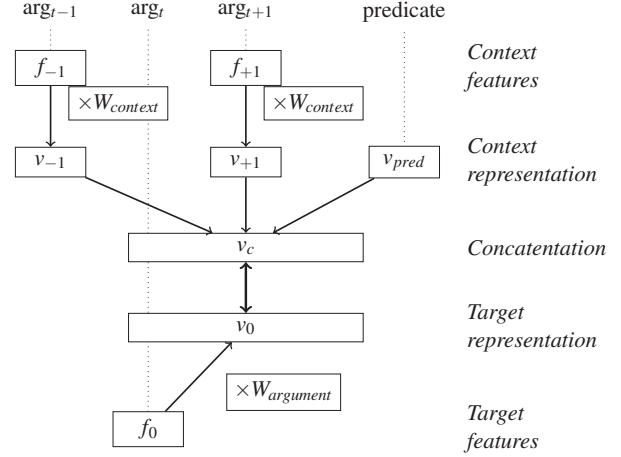 arg_{t−1} arg_t arg_{t+1} predicate
f_{−1} f_{+1} Context
features
×W_{context} ×W_{context}
v_{−1} v_{+1} v_{pred} Context
representation
v_c Concatentation
v_0 Target
representation
×W_{argument}
f_0 Target
features